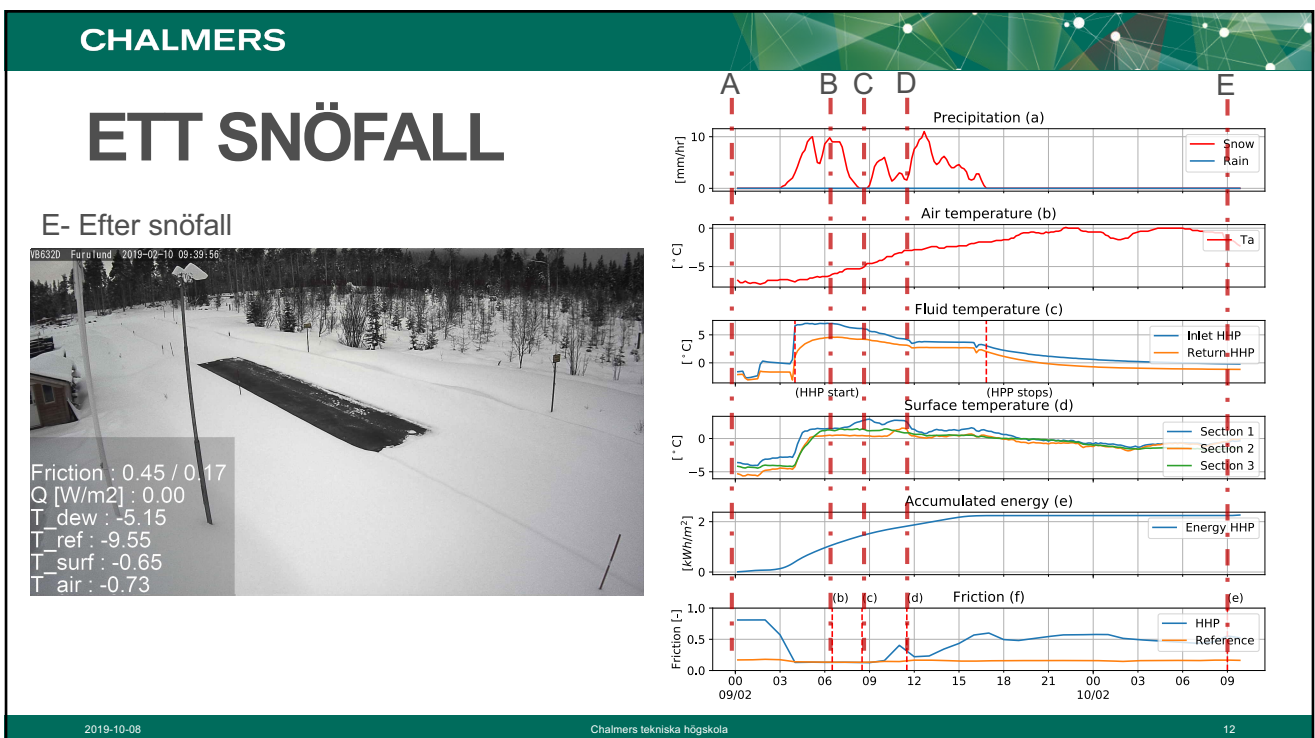 CHALMERS
ETT SNÖFALL
E- Efter snöfall
VB632D Furulund 2019-02-10 09:39:56
Friction : 0.45 / 0.17
Q [W/m2] : 0.00
T_dew : -5.15
T_ref : -9.55
T_surf : -0.65
T_air : -0.73
A B C D E
Precipitation (a)
[mm/hr]
10
0
Snow
Rain
Air temperature (b)
[°C]
0
−5
Ta
Fluid temperature (c)
[°C]
5
0
Inlet HHP
Return HHP
(HHP start) (HPP stops)
Surface temperature (d)
[°C]
0
−5
Section 1
Section 2
Section 3
Accumulated energy (e)
[kWh/m²]
2
0
Energy HHP
(b) (c) (d) Friction (f) (e)
Friction [-]
1.0
0.5
0.0
HHP
Reference
00 03 06 09 12 15 18 21 00 03 06 09
09/02 10/02
2019-10-08 Chalmers tekniska högskola 12